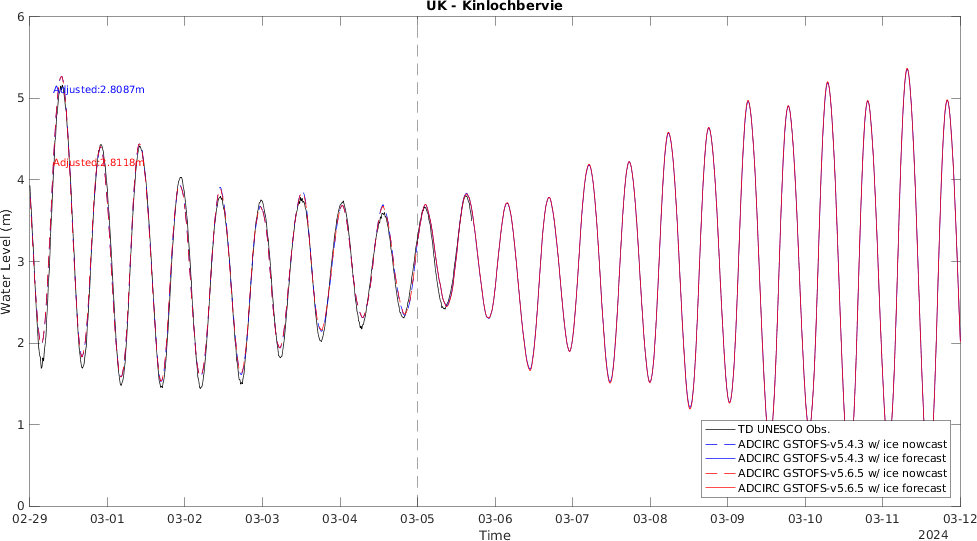 UK - Kinlochbervie
6
5
4
3
2
1
0
Water Level (m)
Adjusted:2.8087m
Adjusted:2.8118m
TD UNESCO Obs.
ADCIRC GSTOFS-v5.4.3 w/ ice nowcast
ADCIRC GSTOFS-v5.4.3 w/ ice forecast
ADCIRC GSTOFS-v5.6.5 w/ ice nowcast
ADCIRC GSTOFS-v5.6.5 w/ ice forecast
02-29 03-01 03-02 03-03 03-04 03-05 03-06 03-07 03-08 03-09 03-10 03-11 03-12
Time
2024